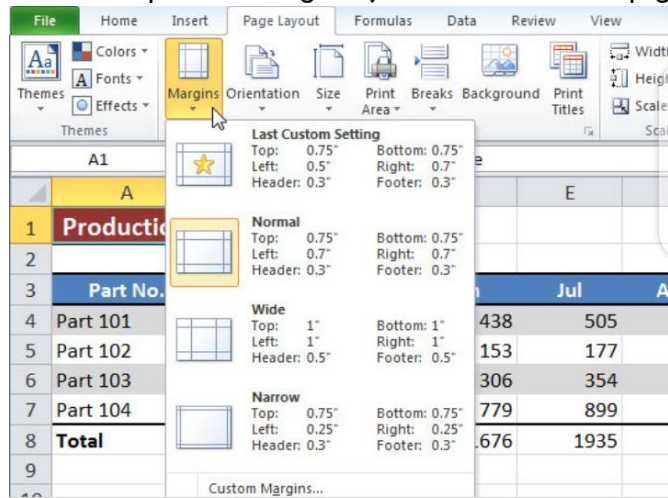 File Home Insert Page Layout Formulas Data Review View
Aa Colors Width
A Fonts Heigh
Themes Effects Margins Orientation Size Print Area Breaks Background Print Titles Scale
Themes
A1 e
Last Custom Setting
Top: 0.75" Bottom: 0.75"
Left: 0.5" Right: 0.7"
Header: 0.3" Footer: 0.3"
Normal
Top: 0.75" Bottom: 0.75"
Left: 0.7" Right: 0.7"
Header: 0.3" Footer: 0.3"
Wide
Top: 1" Bottom: 1"
Left: 1" Right: 1"
Header: 0.5" Footer: 0.5"
Narrow
Top: 0.75" Bottom: 0.75"
Left: 0.25" Right: 0.25"
Header: 0.3" Footer: 0.3"
Custom Margins...
A E
1 Productio
2
3 Part No. Jul A
4 Part 101 438 505
5 Part 102 153 177
6 Part 103 306 354
7 Part 104 779 899
8 Total 676 1935
9